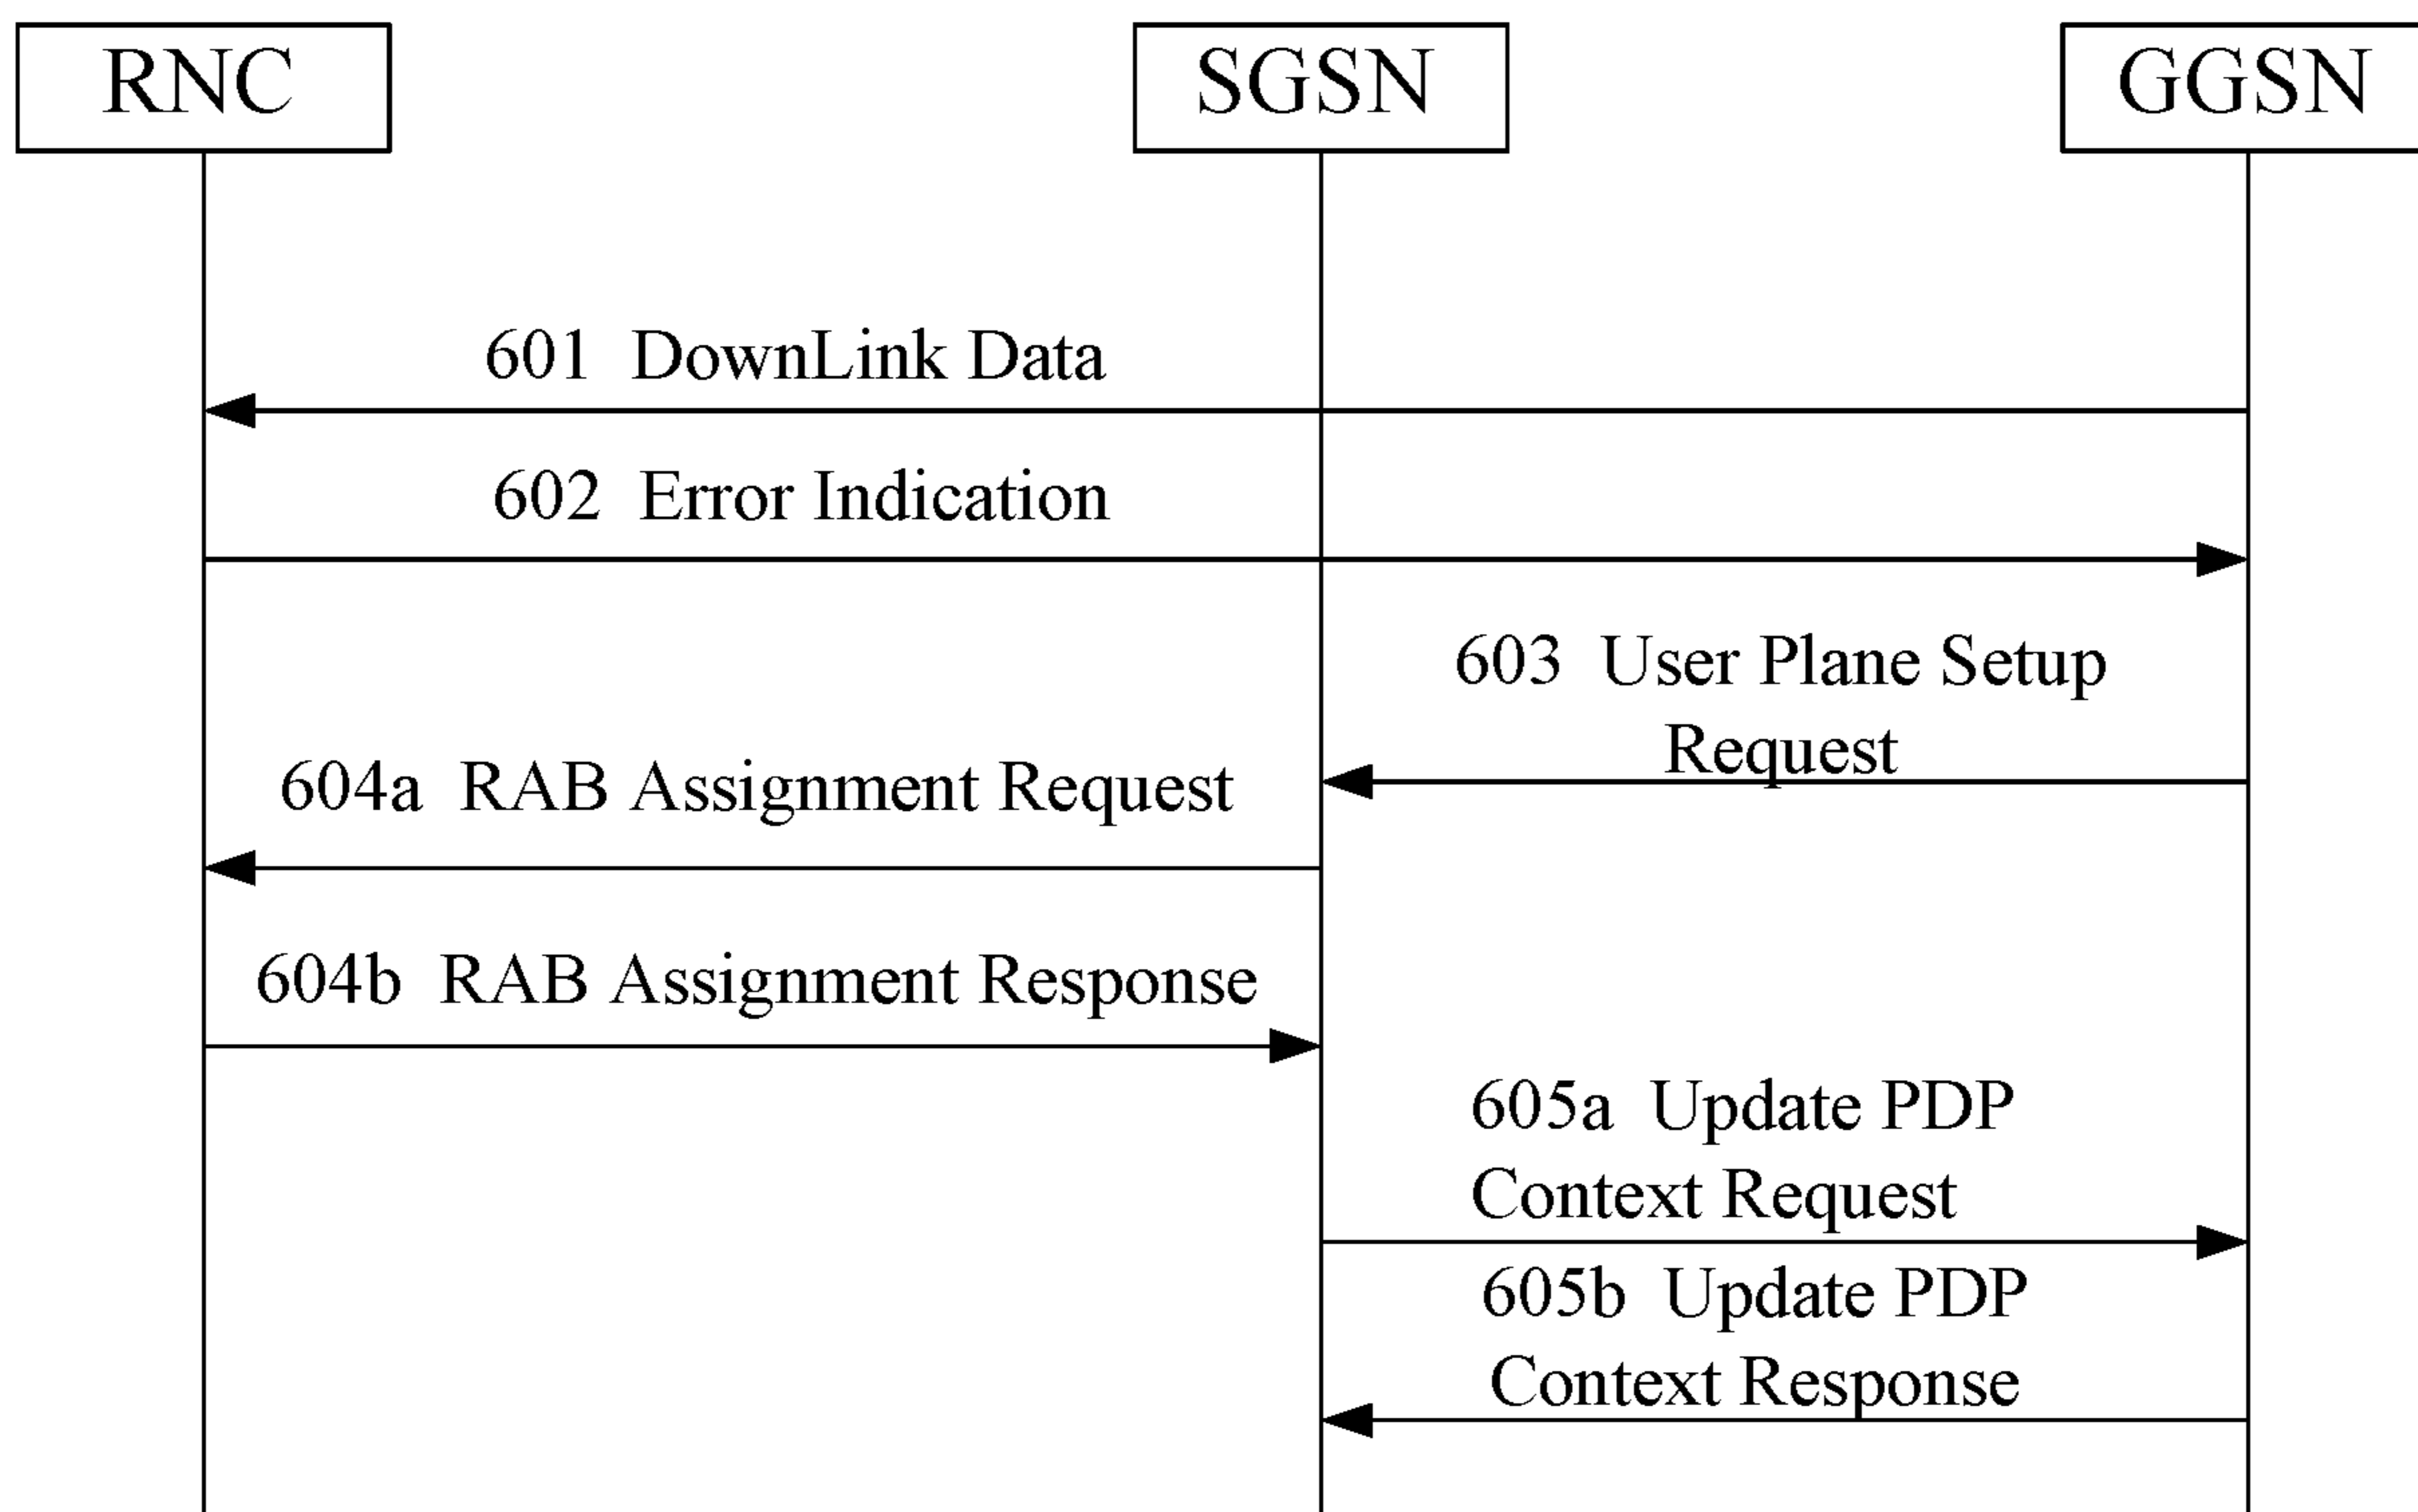 RNC
SGSN
GGSN
601 DownLink Data
602 Error Indication
603 User Plane Setup
Request
604a RAB Assignment Request
604b RAB Assignment Response
605a Update PDP
Context Request
605b Update PDP
Context Response